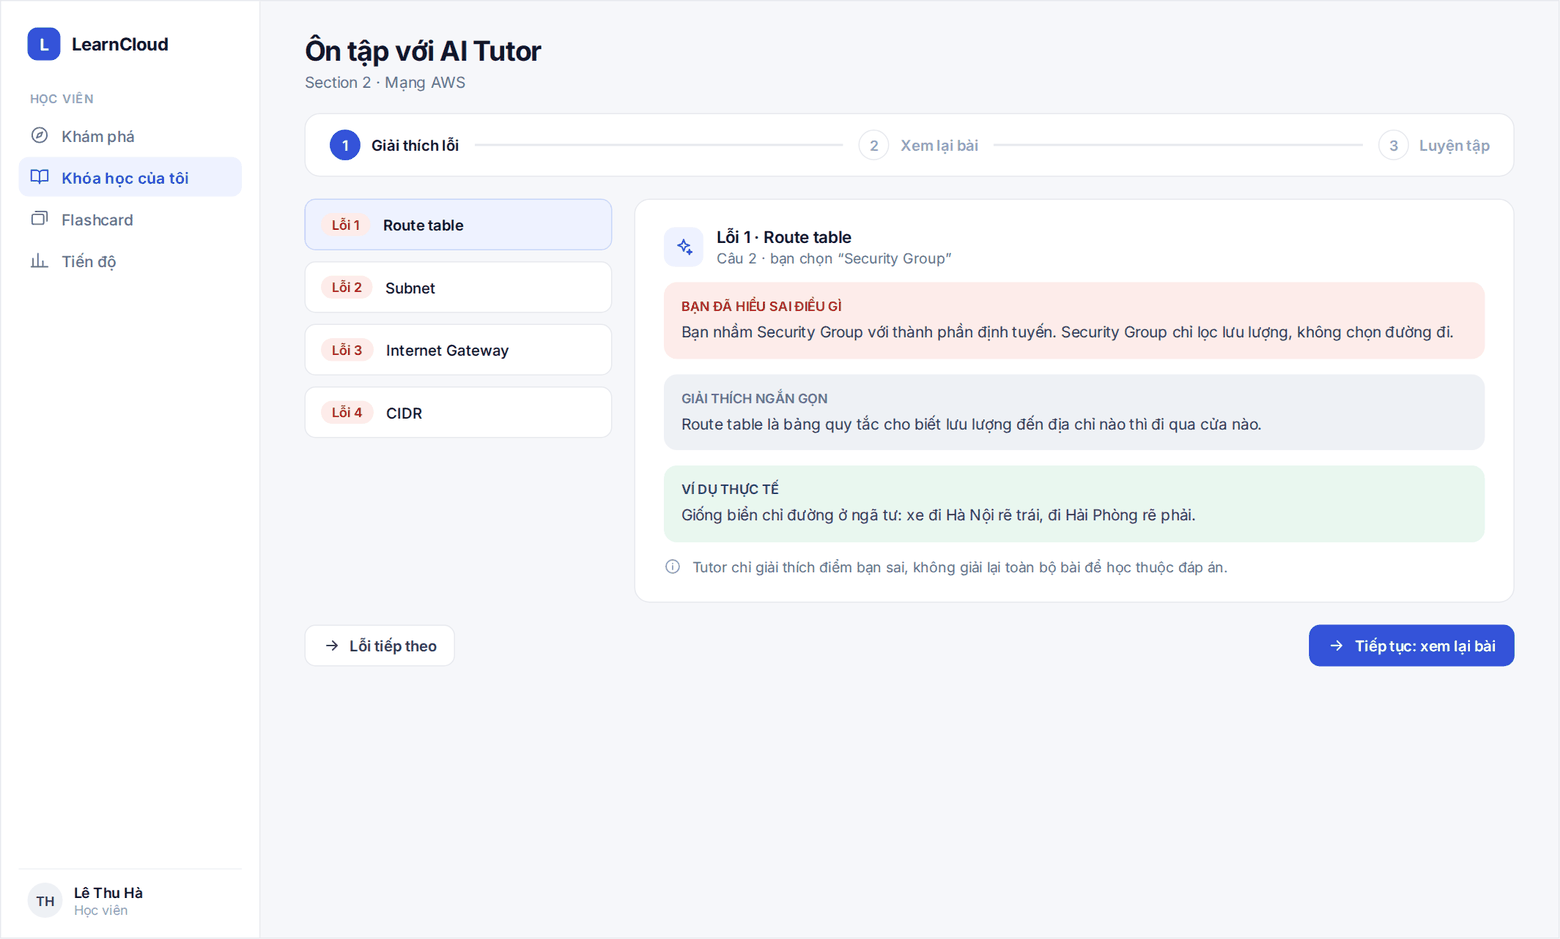 L LearnCloud
HỌC VIÊN
Khám phá
Khóa học của tôi
Flashcard
Tiến độ
TH Lê Thu Hà
Học viên
Ôn tập với AI Tutor
Section 2 · Mạng AWS
1 Giải thích lỗi
2 Xem lại bài
3 Luyện tập
Lỗi 1 Route table
Lỗi 2 Subnet
Lỗi 3 Internet Gateway
Lỗi 4 CIDR
Lỗi 1 · Route table
Câu 2 · bạn chọn “Security Group”
BẠN ĐÃ HIỂU SAI ĐIỀU GÌ
Bạn nhầm Security Group với thành phần định tuyến. Security Group chỉ lọc lưu lượng, không chọn đường đi.
GIẢI THÍCH NGẮN GỌN
Route table là bảng quy tắc cho biết lưu lượng đến địa chỉ nào thì đi qua cửa nào.
VÍ DỤ THỰC TẾ
Giống biển chỉ đường ở ngã tư: xe đi Hà Nội rẽ trái, đi Hải Phòng rẽ phải.
Tutor chỉ giải thích điểm bạn sai, không giải lại toàn bộ bài để học thuộc đáp án.
Lỗi tiếp theo
Tiếp tục: xem lại bài